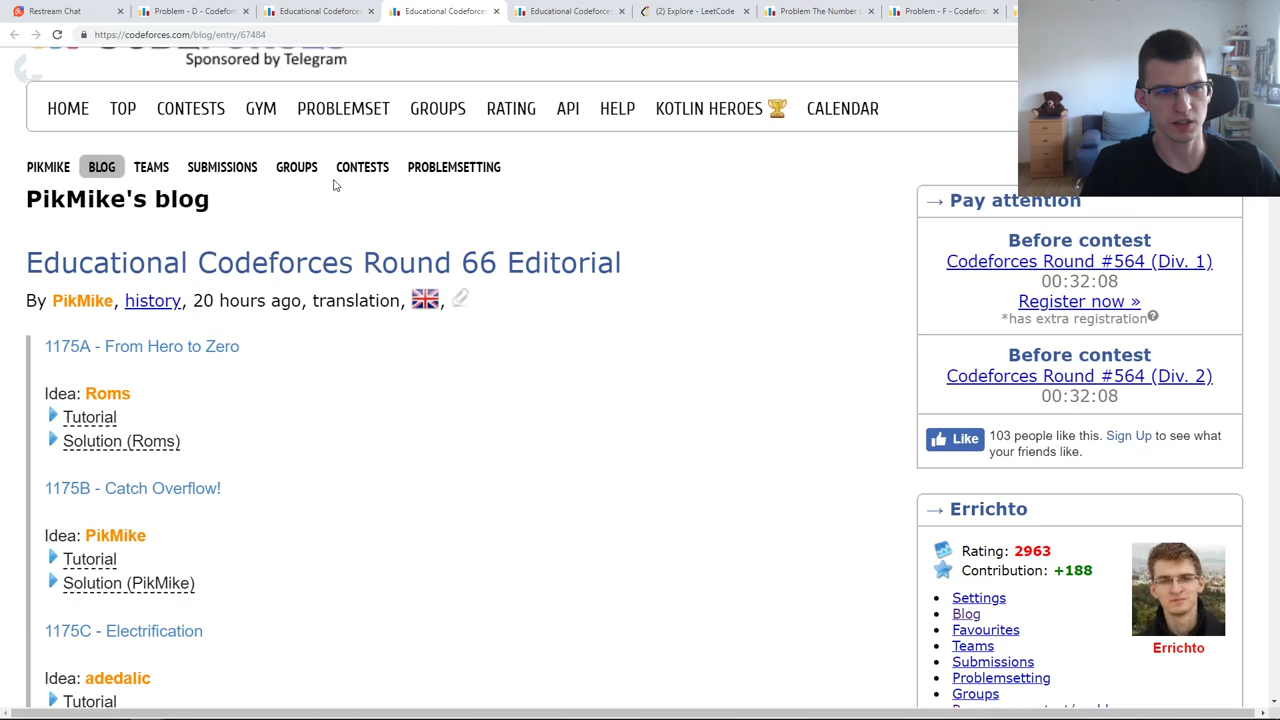 Restream Chat
Problem - D - Codeforces
Educational Codeforces
Educational Codeforces
Educational Codeforces
(2) Explore - LeetCode
Problem The Number
Problem - F - Codeforc
https://codeforces.com/blog/entry/67484
Sponsored by Telegram
HOME TOP CONTESTS GYM PROBLEMSET GROUPS RATING API HELP KOTLIN HEROES CALENDAR
PIKMIKE BLOG TEAMS SUBMISSIONS GROUPS CONTESTS PROBLEMSETTING
PikMike's blog
Educational Codeforces Round 66 Editorial
By PikMike, history, 20 hours ago, translation, ,
1175A - From Hero to Zero
Idea: Roms
Tutorial
Solution (Roms)
1175B - Catch Overflow!
Idea: PikMike
Tutorial
Solution (PikMike)
1175C - Electrification
Idea: adedalic
Tutorial
→ Pay attention
Before contest
Codeforces Round #564 (Div. 1)
00:32:08
Register now »
*has extra registration
Before contest
Codeforces Round #564 (Div. 2)
00:32:08
Like 103 people like this. Sign Up to see what
your friends like.
→ Errichto
Rating: 2963
Contribution: +188
Settings
Blog
Favourites
Teams
Submissions
Problemsetting
Groups
Errichto